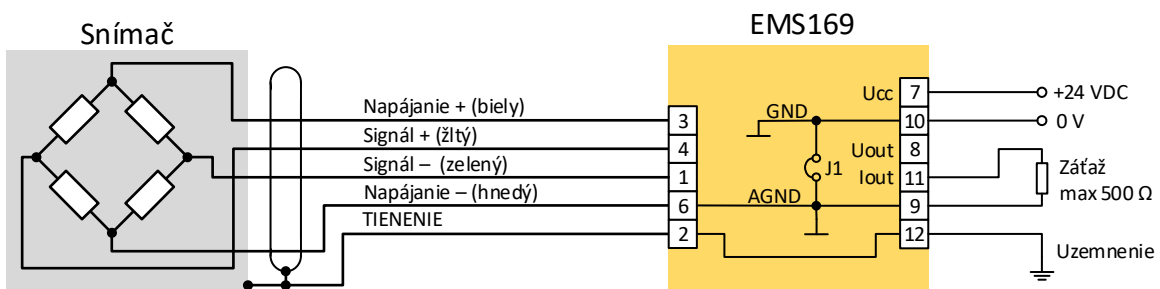 Snímač
EMS169
Napájanie + (biely)
Signál + (žltý)
Signál – (zelený)
Napájanie – (hnedý)
TIENENIE
3
4
1
6
2
GND
J1
AGND
Ucc
Uout
Iout
7
10
8
11
9
12
+24 VDC
0 V
Záťaž
max 500 Ω
Uzemnenie